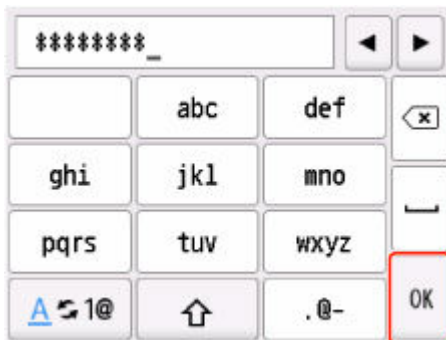 ********_
abc def
ghi jkl mno
pqrs tuv wxyz
A 1@ .@- OK